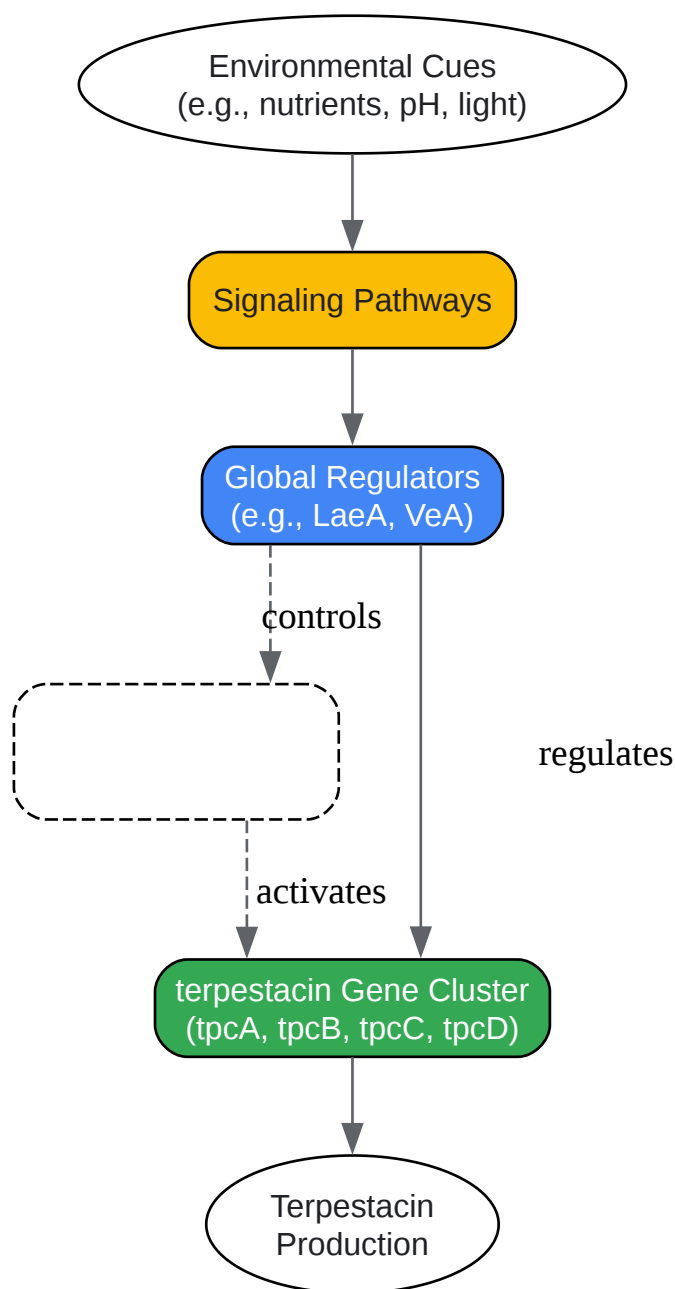 Environmental Cues
(e.g., nutrients, pH, light)
Signaling Pathways
Global Regulators
(e.g., LaeA, VeA)
controls
regulates
activates
terpestacin Gene Cluster
(tpcA, tpcB, tpcC, tpcD)
Terpestacin
Production